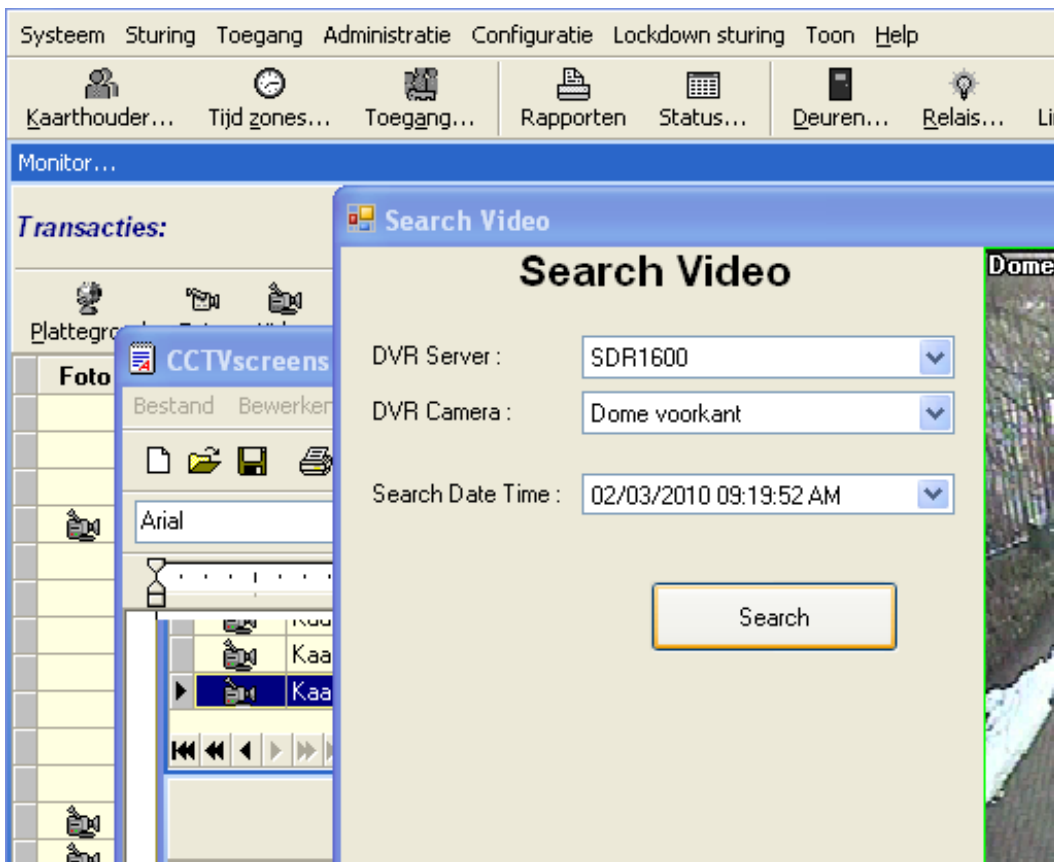 Systeem Sturing Toegang Administratie Configuratie Lockdown sturing Toon Help
Kaarthouder... Tijd zones... Toegang... Rapporten Status... Deuren... Relais... Li
Monitor...
Transacties:
Search Video
Search Video
Dome
Plattegro
DVR Server : SDR1600
CCTVscreens
Foto
DVR Camera : Dome voorkant
Bestand Bewerken
Search Date Time : 02/03/2010 09:19:52 AM
Arial
Search
Kaa
Kaa